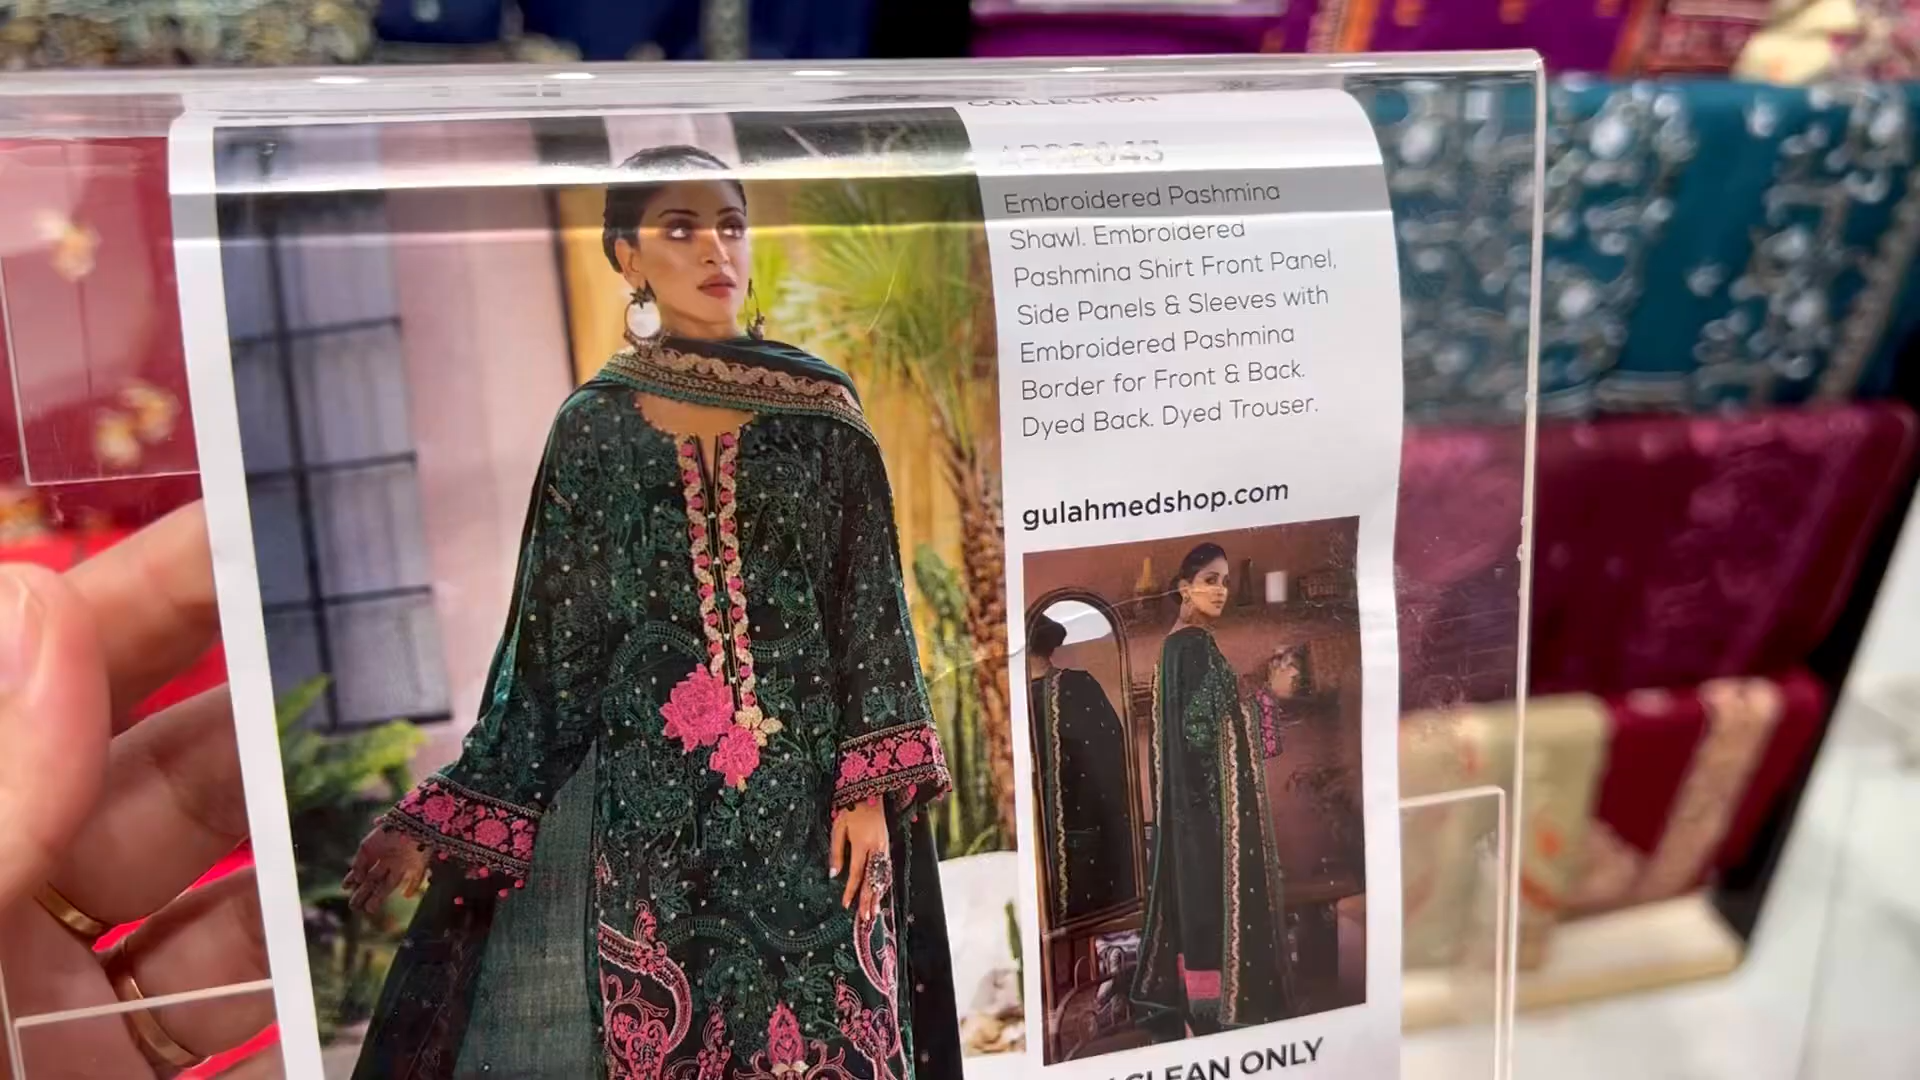 COLLECTION
Embroidered Pashmina
Shawl. Embroidered
Pashmina Shirt Front Panel,
Side Panels & Sleeves with
Embroidered Pashmina
Border for Front & Back.
Dyed Back. Dyed Trouser.
gulahmedshop.com
CLEAN ONLY